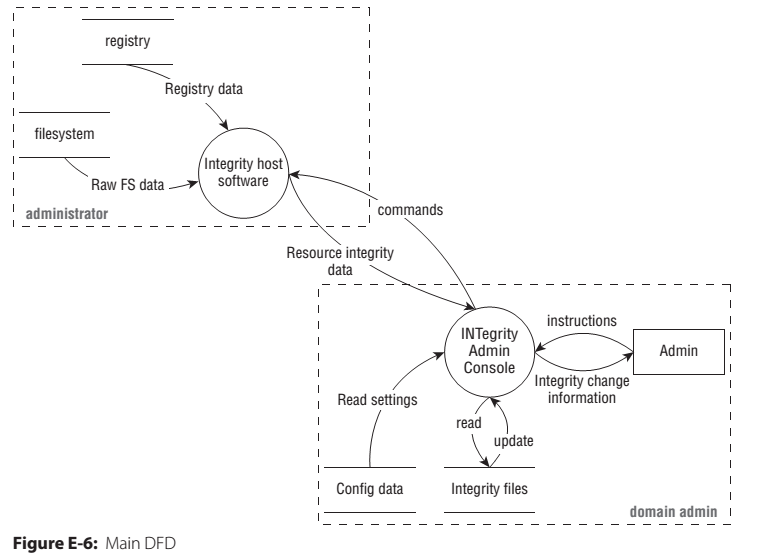 registry
Registry data
filesystem
Integrity host
software
Raw FS data
administrator
commands
Resource integrity
data
INTegrity
Admin
Console
instructions
Admin
Integrity change
information
Read settings
read
update
Config data
Integrity files
domain admin
Figure E-6: Main DFD